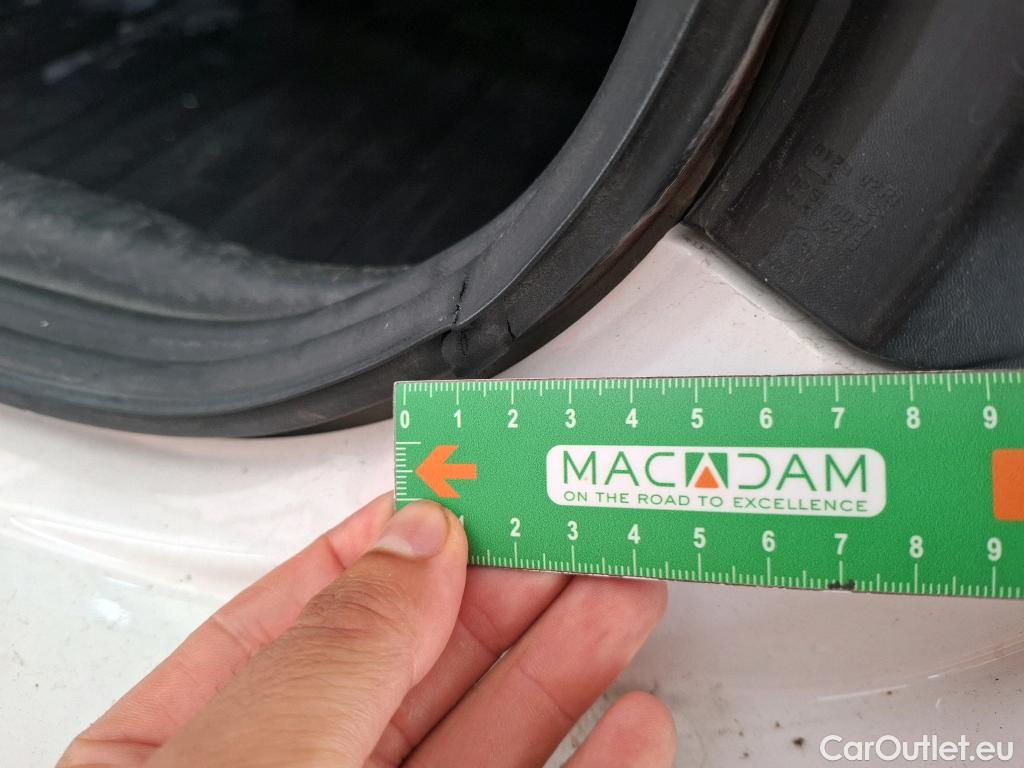 0 1 2 3 4 5 6 7 8 9
MACADAM
ON THE ROAD TO EXCELLENCE
2 3 4 5 6 7 8 9
CarOutlet.eu